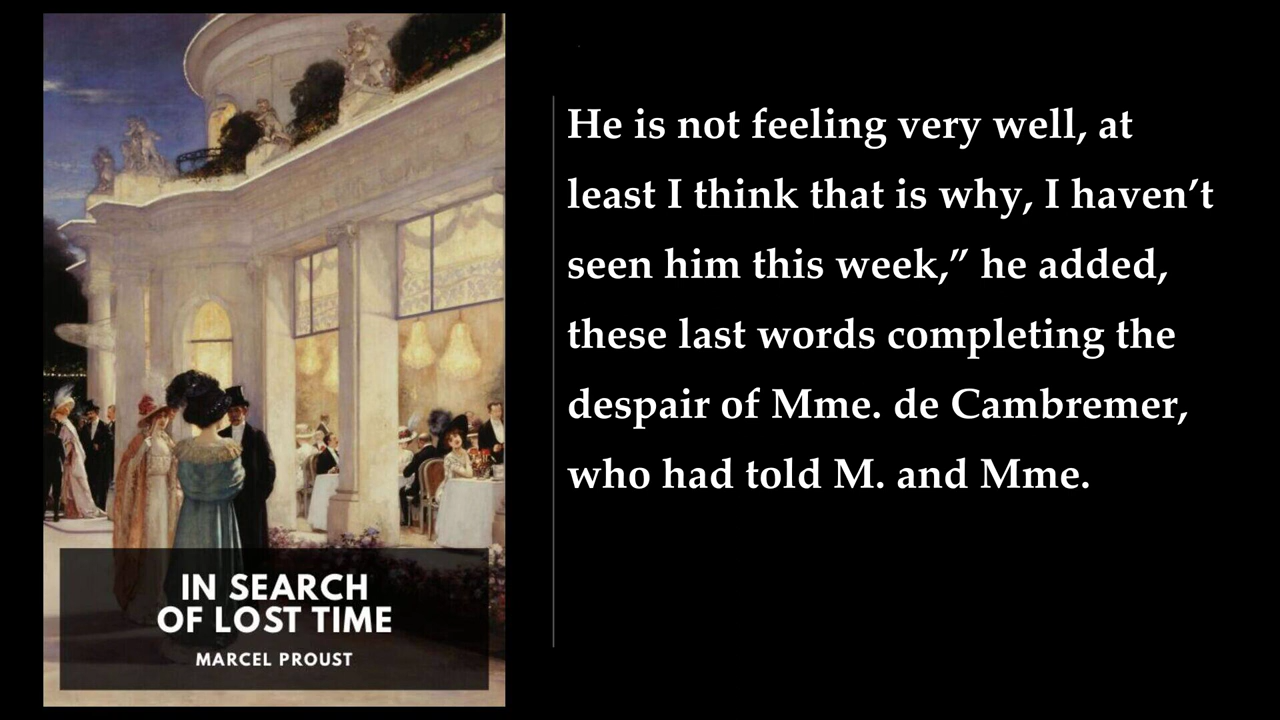 He is not feeling very well, at
least I think that is why, I haven’t
seen him this week,” he added,
these last words completing the
despair of Mme. de Cambremer,
who had told M. and Mme.
IN SEARCH
OF LOST TIME
MARCEL PROUST